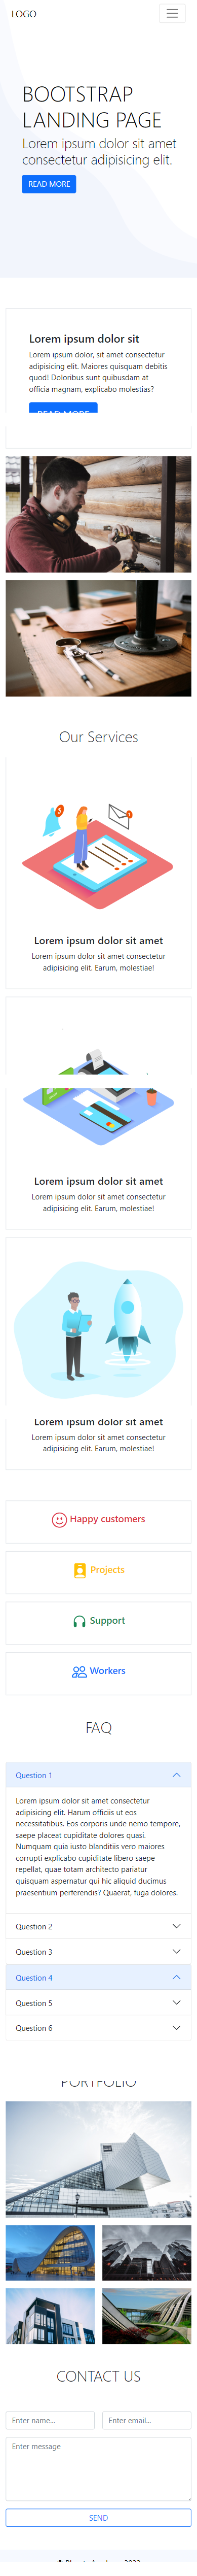 LOGO
BOOTSTRAP
LANDING PAGE
Lorem ipsum dolor sit amet
consectetur adipisicing elit.
READ MORE
Lorem ipsum dolor sit
Lorem ipsum dolor, sit amet consectetur
adipisicing elit. Maiores quisquam debitis
quod! Doloribus sunt quibusdam at
officia magnam, explicabo molestias?
READ MORE
Our Services
Lorem ipsum dolor sit amet
Lorem ipsum dolor sit amet consectetur
adipisicing elit. Earum, molestiae!
Lorem ipsum dolor sit amet
Lorem ipsum dolor sit amet consectetur
adipisicing elit. Earum, molestiae!
Lorem ipsum dolor sit amet
Lorem ipsum dolor sit amet consectetur
adipisicing elit. Earum, molestiae!
Happy customers
Projects
Support
Workers
FAQ
Question 1
Lorem ipsum dolor sit amet consectetur
adipisicing elit. Harum officiis ut eos
necessitatibus. Eos corporis unde nemo tempore,
saepe placeat cupiditate dolores quasi.
Numquam quia iusto blanditiis vero maiores
corrupti explicabo cupiditate libero saepe
repellat, quae totam architecto pariatur
quisquam aspernatur qui hic aliquid ducimus
praesentium perferendis? Quaerat, fuga dolores.
Question 2
Question 3
Question 4
Question 5
Question 6
PORTFOLIO
CONTACT US
Enter name... Enter email...
Enter message
SEND